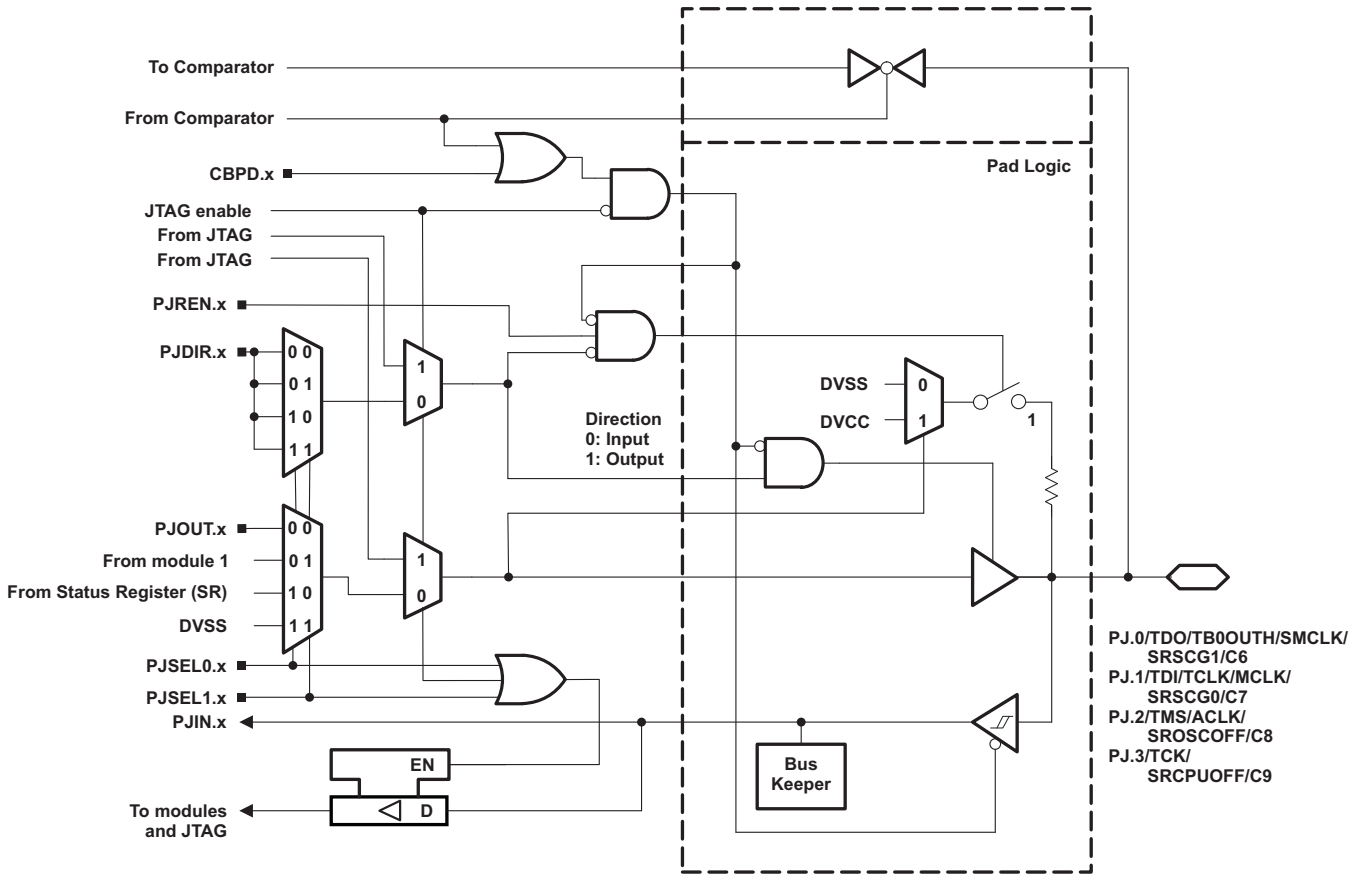 To Comparator
From Comparator
Pad Logic
CBPD.x
JTAG enable
From JTAG
From JTAG
PJREN.x
PJDIR.x
0 0
0 1
1 0
1 1
1
0
DVSS
DVCC
0
1
1
Direction
0: Input
1: Output
PJOUT.x
From module 1
From Status Register (SR)
DVSS
0 0
0 1
1 0
1 1
1
0
PJSEL0.x
PJSEL1.x
PJIN.x
EN
D
To modules
and JTAG
Bus
Keeper
PJ.0/TDO/TB0OUTH/SMCLK/
SRSCG1/C6
PJ.1/TDI/TCLK/MCLK/
SRSCG0/C7
PJ.2/TMS/ACLK/
SROSCOFF/C8
PJ.3/TCK/
SRCPUOFF/C9